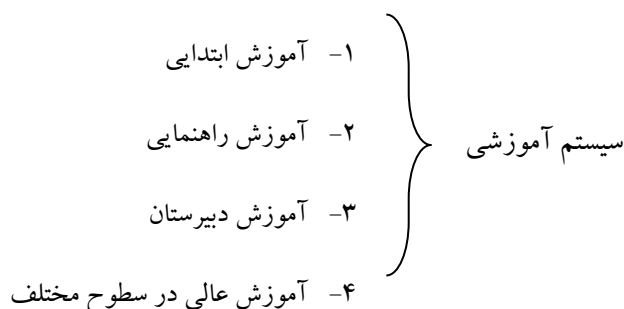 سیستم آموزشی
۱- آموزش ابتدایی
۲- آموزش راهنمایی
۳- آموزش دبیرستان
۴- آموزش عالی در سطوح مختلف